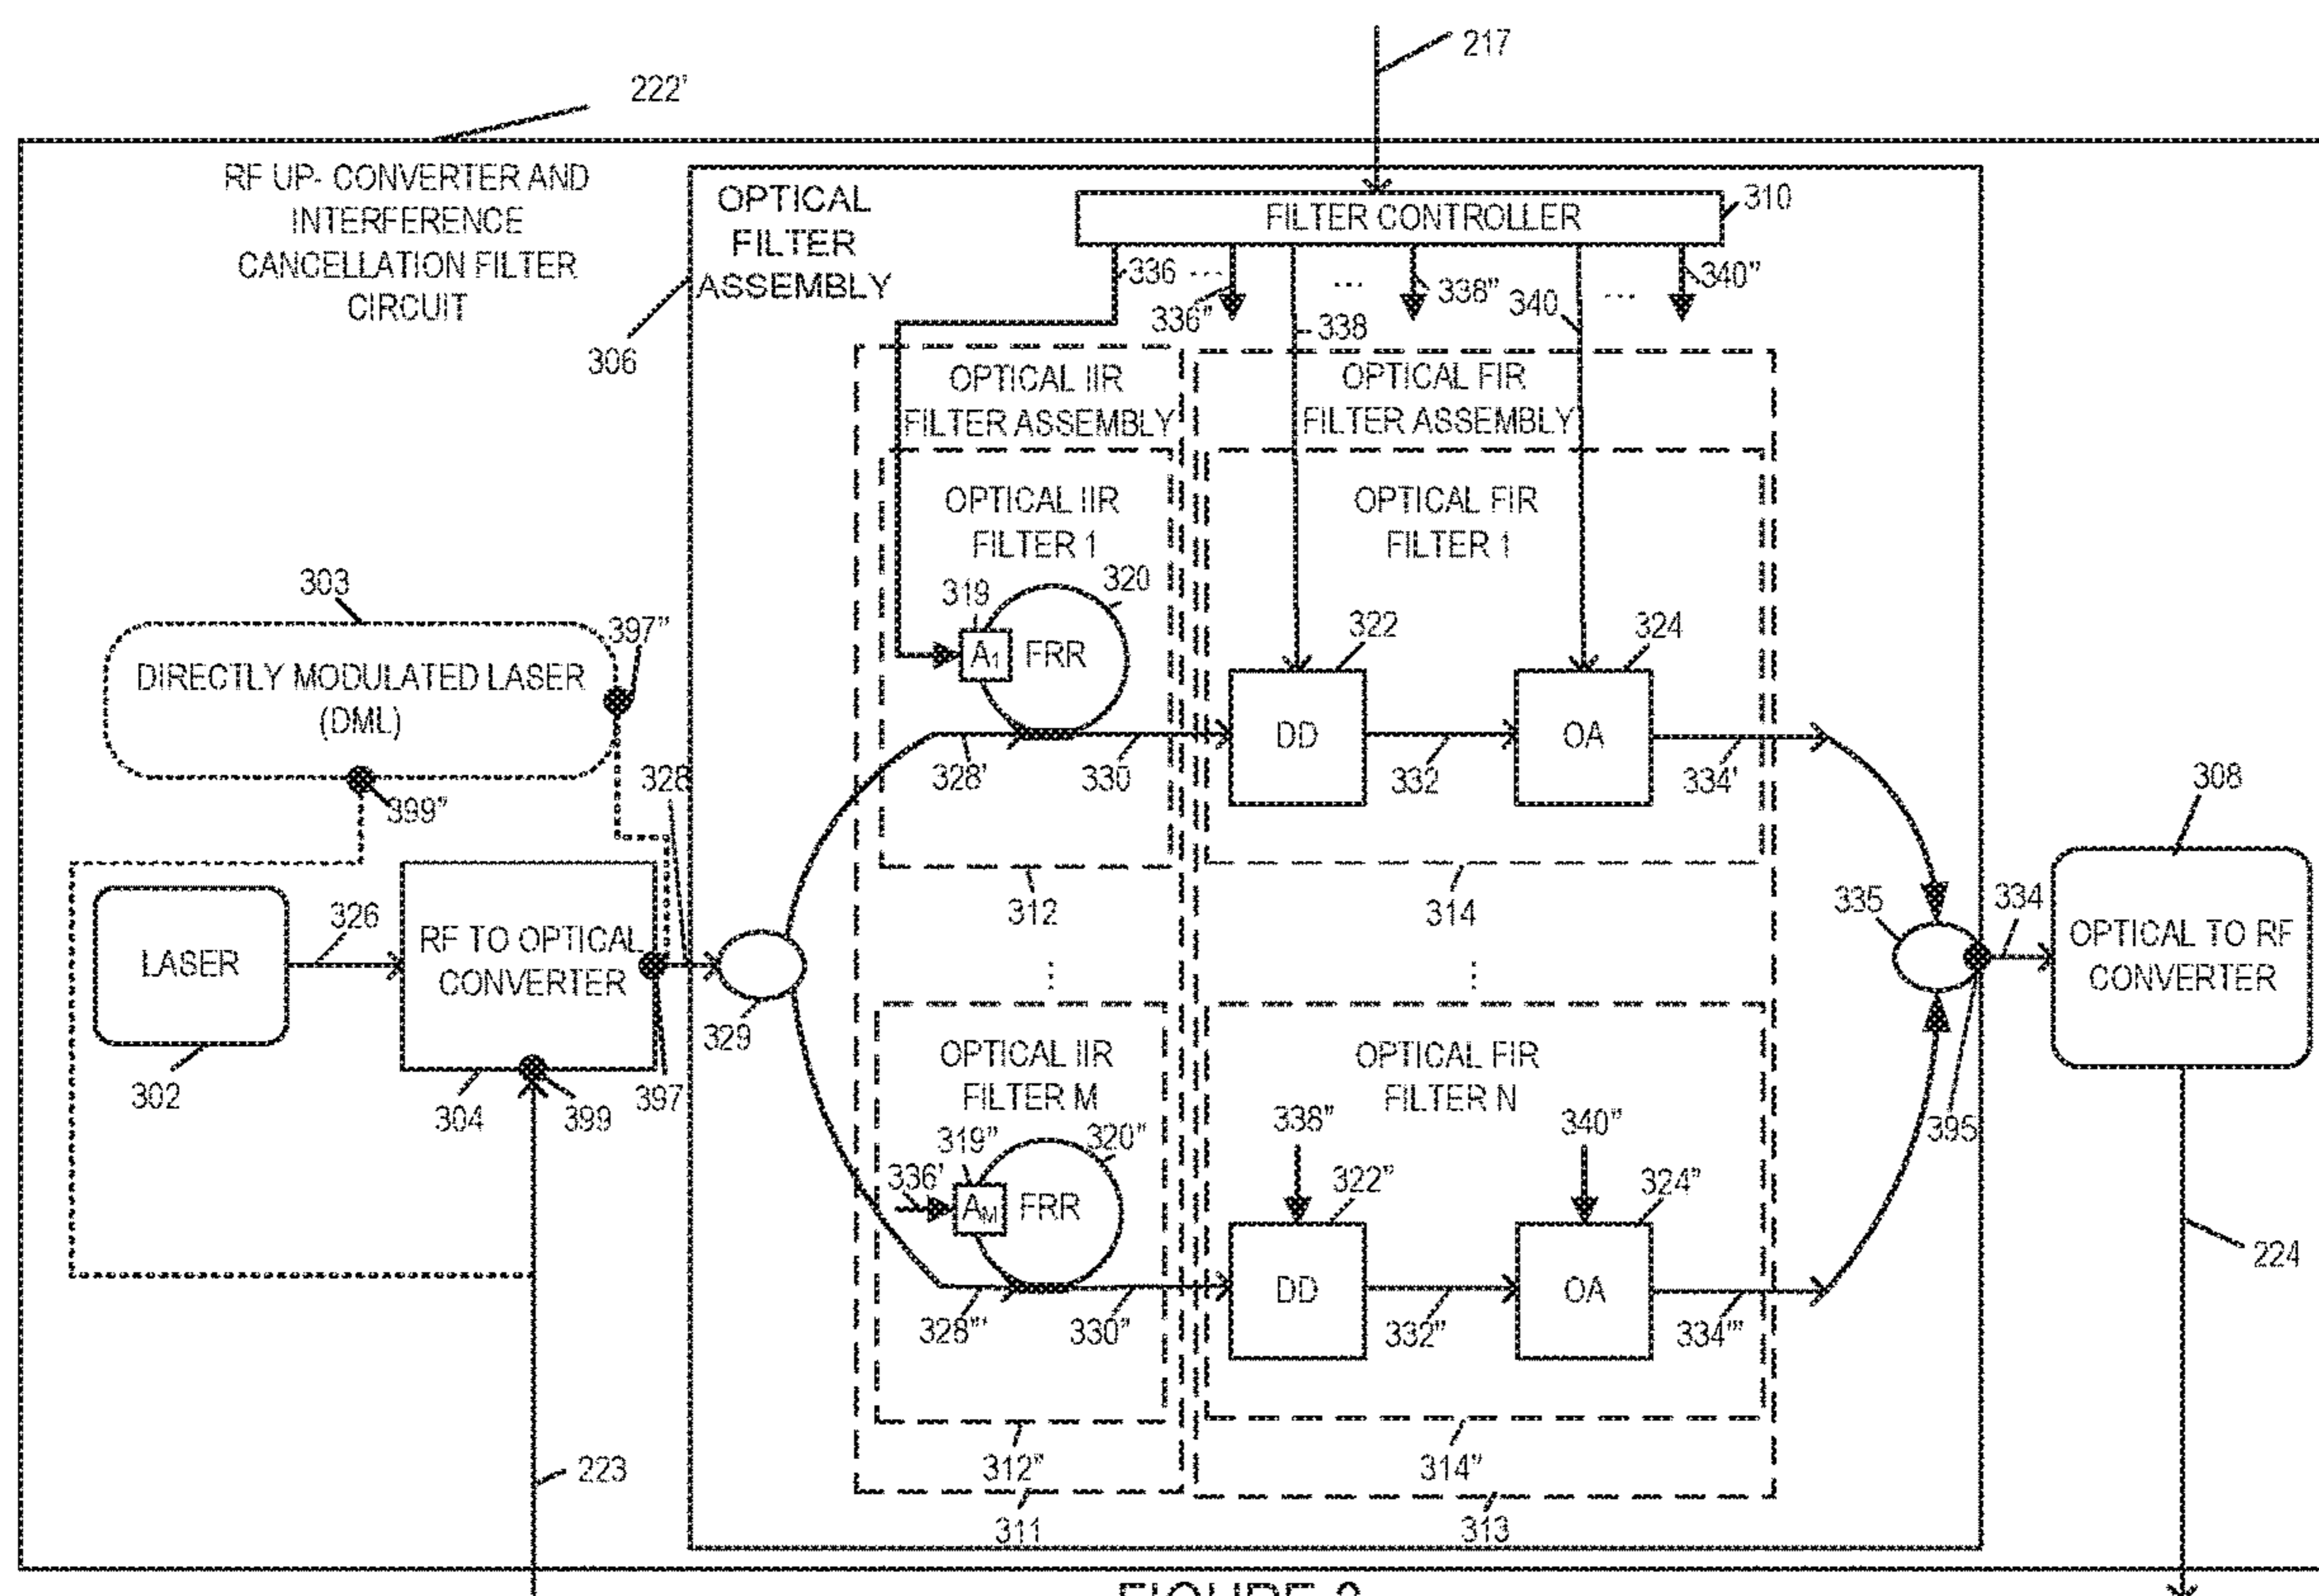 217
222'
RF UP- CONVERTER AND
INTERFERENCE
CANCELLATION FILTER
CIRCUIT
OPTICAL
FILTER
ASSEMBLY
306
FILTER CONTROLLER
310
336
...
336"
338
...
338"
340
...
340"
OPTICAL IIR
FILTER ASSEMBLY
OPTICAL FIR
FILTER ASSEMBLY
OPTICAL IIR
FILTER 1
OPTICAL FIR
FILTER 1
319
320
A1
FRR
322
324
DD
OA
328'
330
332
334'
303
397"
DIRECTLY MODULATED LASER
(DML)
399"
328
308
312
314
335
334
OPTICAL TO RF
CONVERTER
LASER
326
RF TO OPTICAL
CONVERTER
329
302
304
399
397
395
...
...
OPTICAL IIR
FILTER M
OPTICAL FIR
FILTER N
319"
320"
336'
AM
FRR
338"
340"
322"
324"
DD
OA
328"'
330"
332"
334"'
224
312"
314"
311
313
223